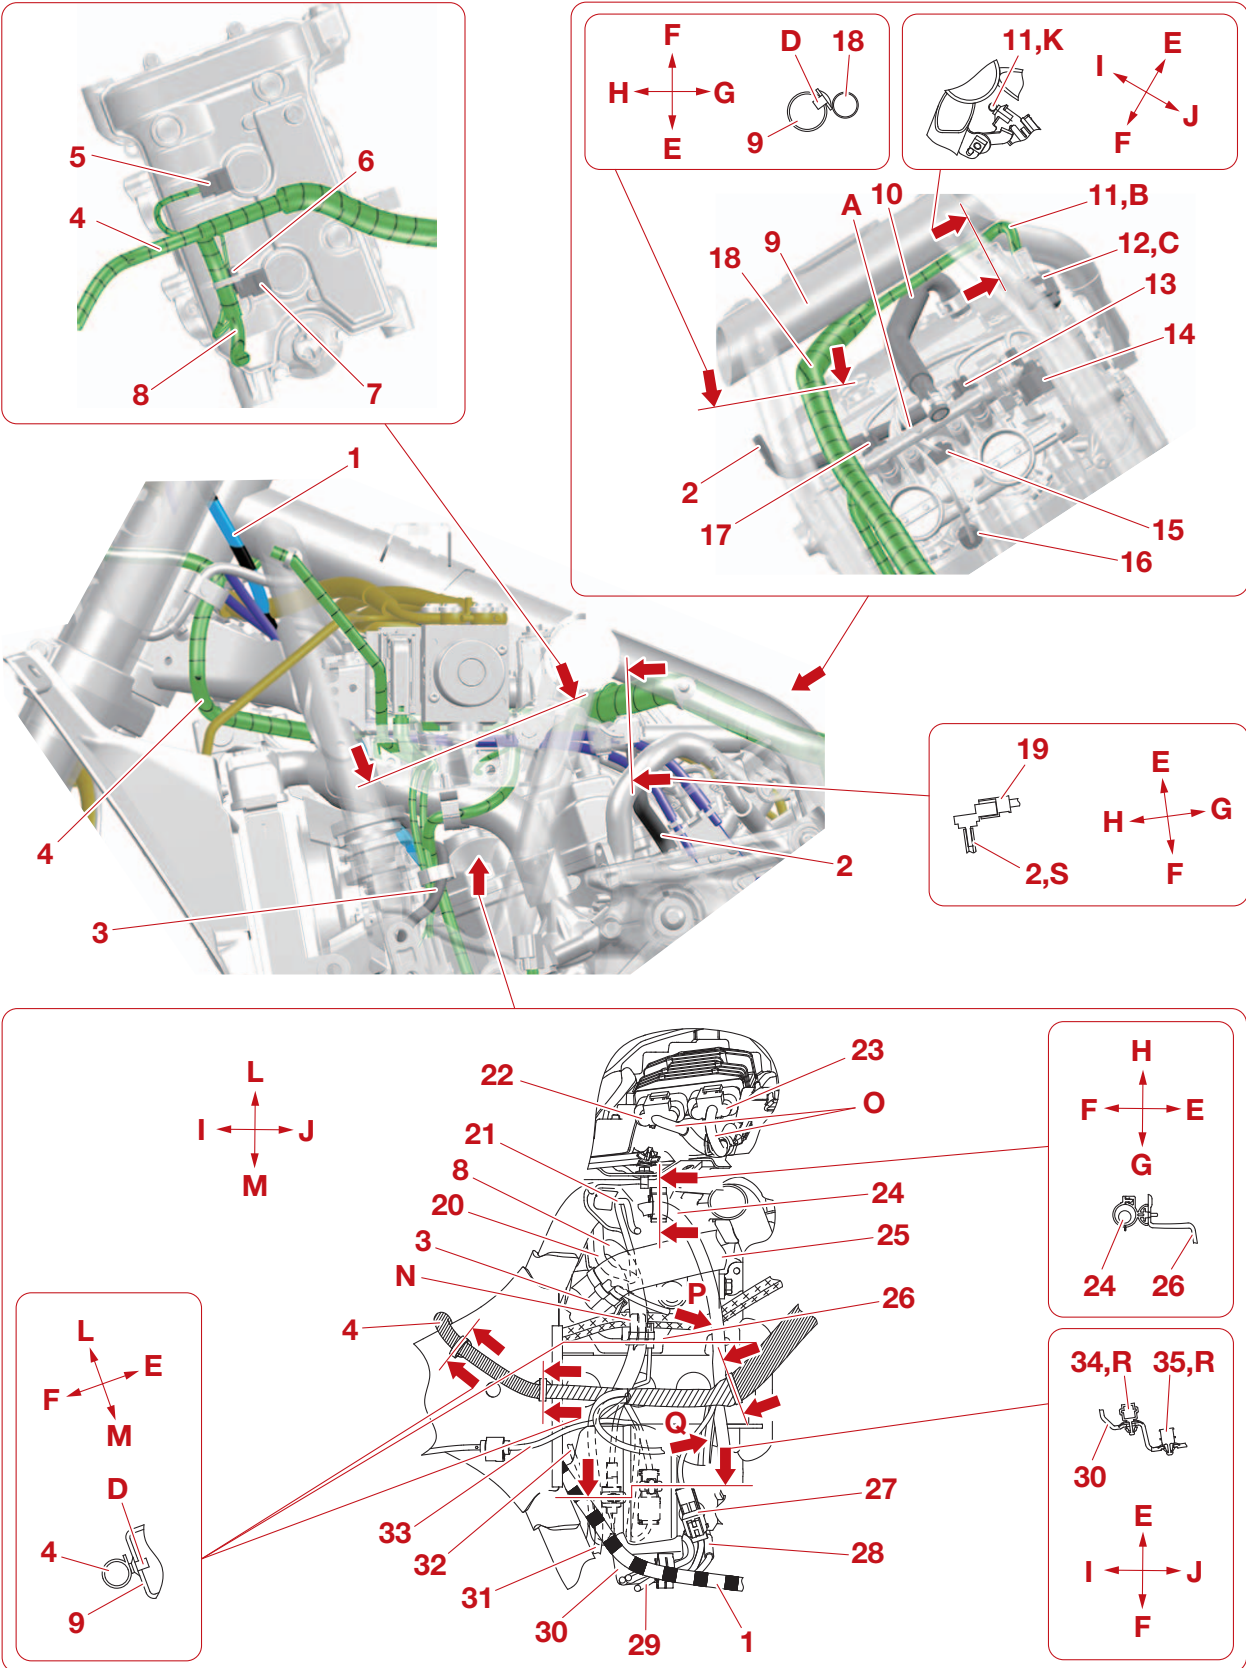 5
6
4
8
7
F
H
G
E
D
18
9
11,K
I
E
J
F
A
10
11,B
9
12,C
18
13
14
2
17
15
16
1
4
3
2
19
E
H
G
2,S
F
L
I
J
M
23
22
O
21
8
20
24
3
25
N
P
26
4
Q
27
33
32
28
31
30
29
1
H
F
E
G
24
26
L
E
F
M
D
4
9
34,R
35,R
30
E
I
J
F